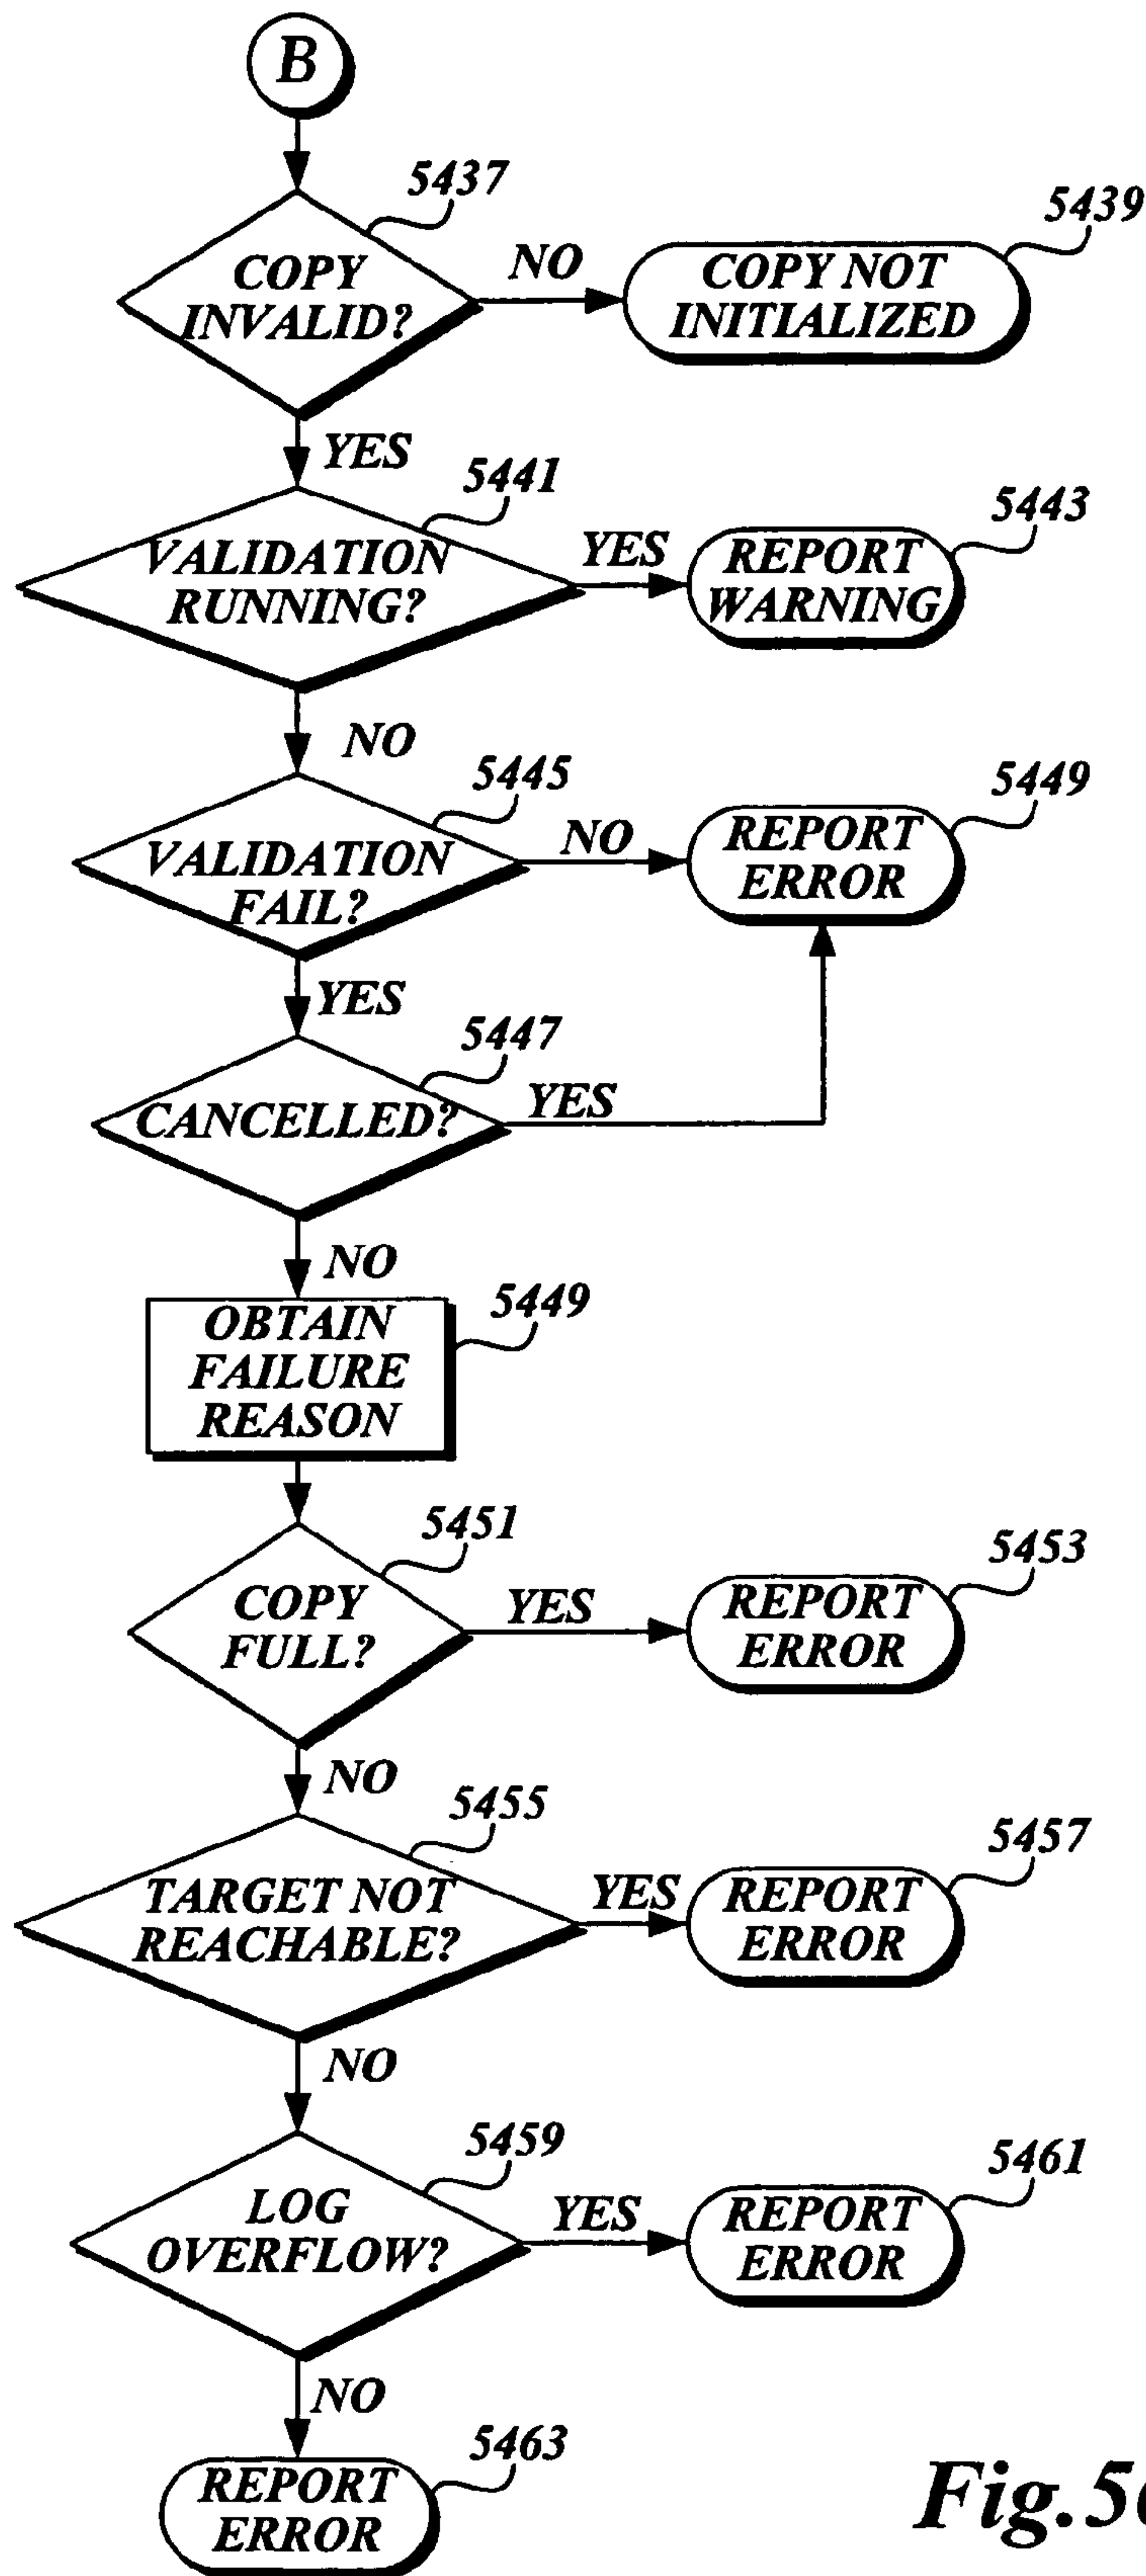 B
5437
COPY
INVALID?
NO
5439
COPY NOT
INITIALIZED
YES
5441
VALIDATION
RUNNING?
YES
5443
REPORT
WARNING
NO
5445
VALIDATION
FAIL?
NO
5449
REPORT
ERROR
YES
5447
CANCELLED?
YES
NO
5449
OBTAIN
FAILURE
REASON
5451
COPY
FULL?
YES
5453
REPORT
ERROR
NO
5455
TARGET NOT
REACHABLE?
YES
5457
REPORT
ERROR
NO
5459
LOG
OVERFLOW?
YES
5461
REPORT
ERROR
NO
5463
REPORT
ERROR
Fig.